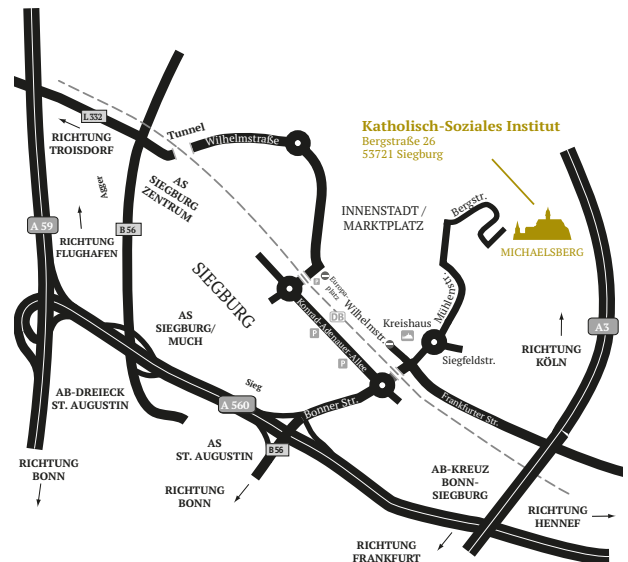 L 332
RICHTUNG
TROISDORF
Tunnel
Wilhelmstraße
Katholisch-Soziales Institut
Bergstraße 26
53721 Siegburg
AS
SIEGBURG
ZENTRUM
Agger
A 59
B 56
RICHTUNG
FLUGHAFEN
INNENSTADT /
MARKTPLATZ
Bergstr.
MICHAELSBERG
SIEGBURG
P
Europa-
platz
Wilhelmstr.
Mühlenstr.
DB
Kreishaus
Konrad-Adenauer-Allee
P
P
Siegfeldstr.
A3
RICHTUNG
KÖLN
AS
SIEGBURG/
MUCH
AB-DREIECK
ST. AUGUSTIN
Sieg
A 560
Bonner Str.
Frankfurter Str.
AS
ST. AUGUSTIN
B 56
RICHTUNG
BONN
RICHTUNG
BONN
AB-KREUZ
BONN-
SIEGBURG
RICHTUNG
HENNEF
RICHTUNG
FRANKFURT